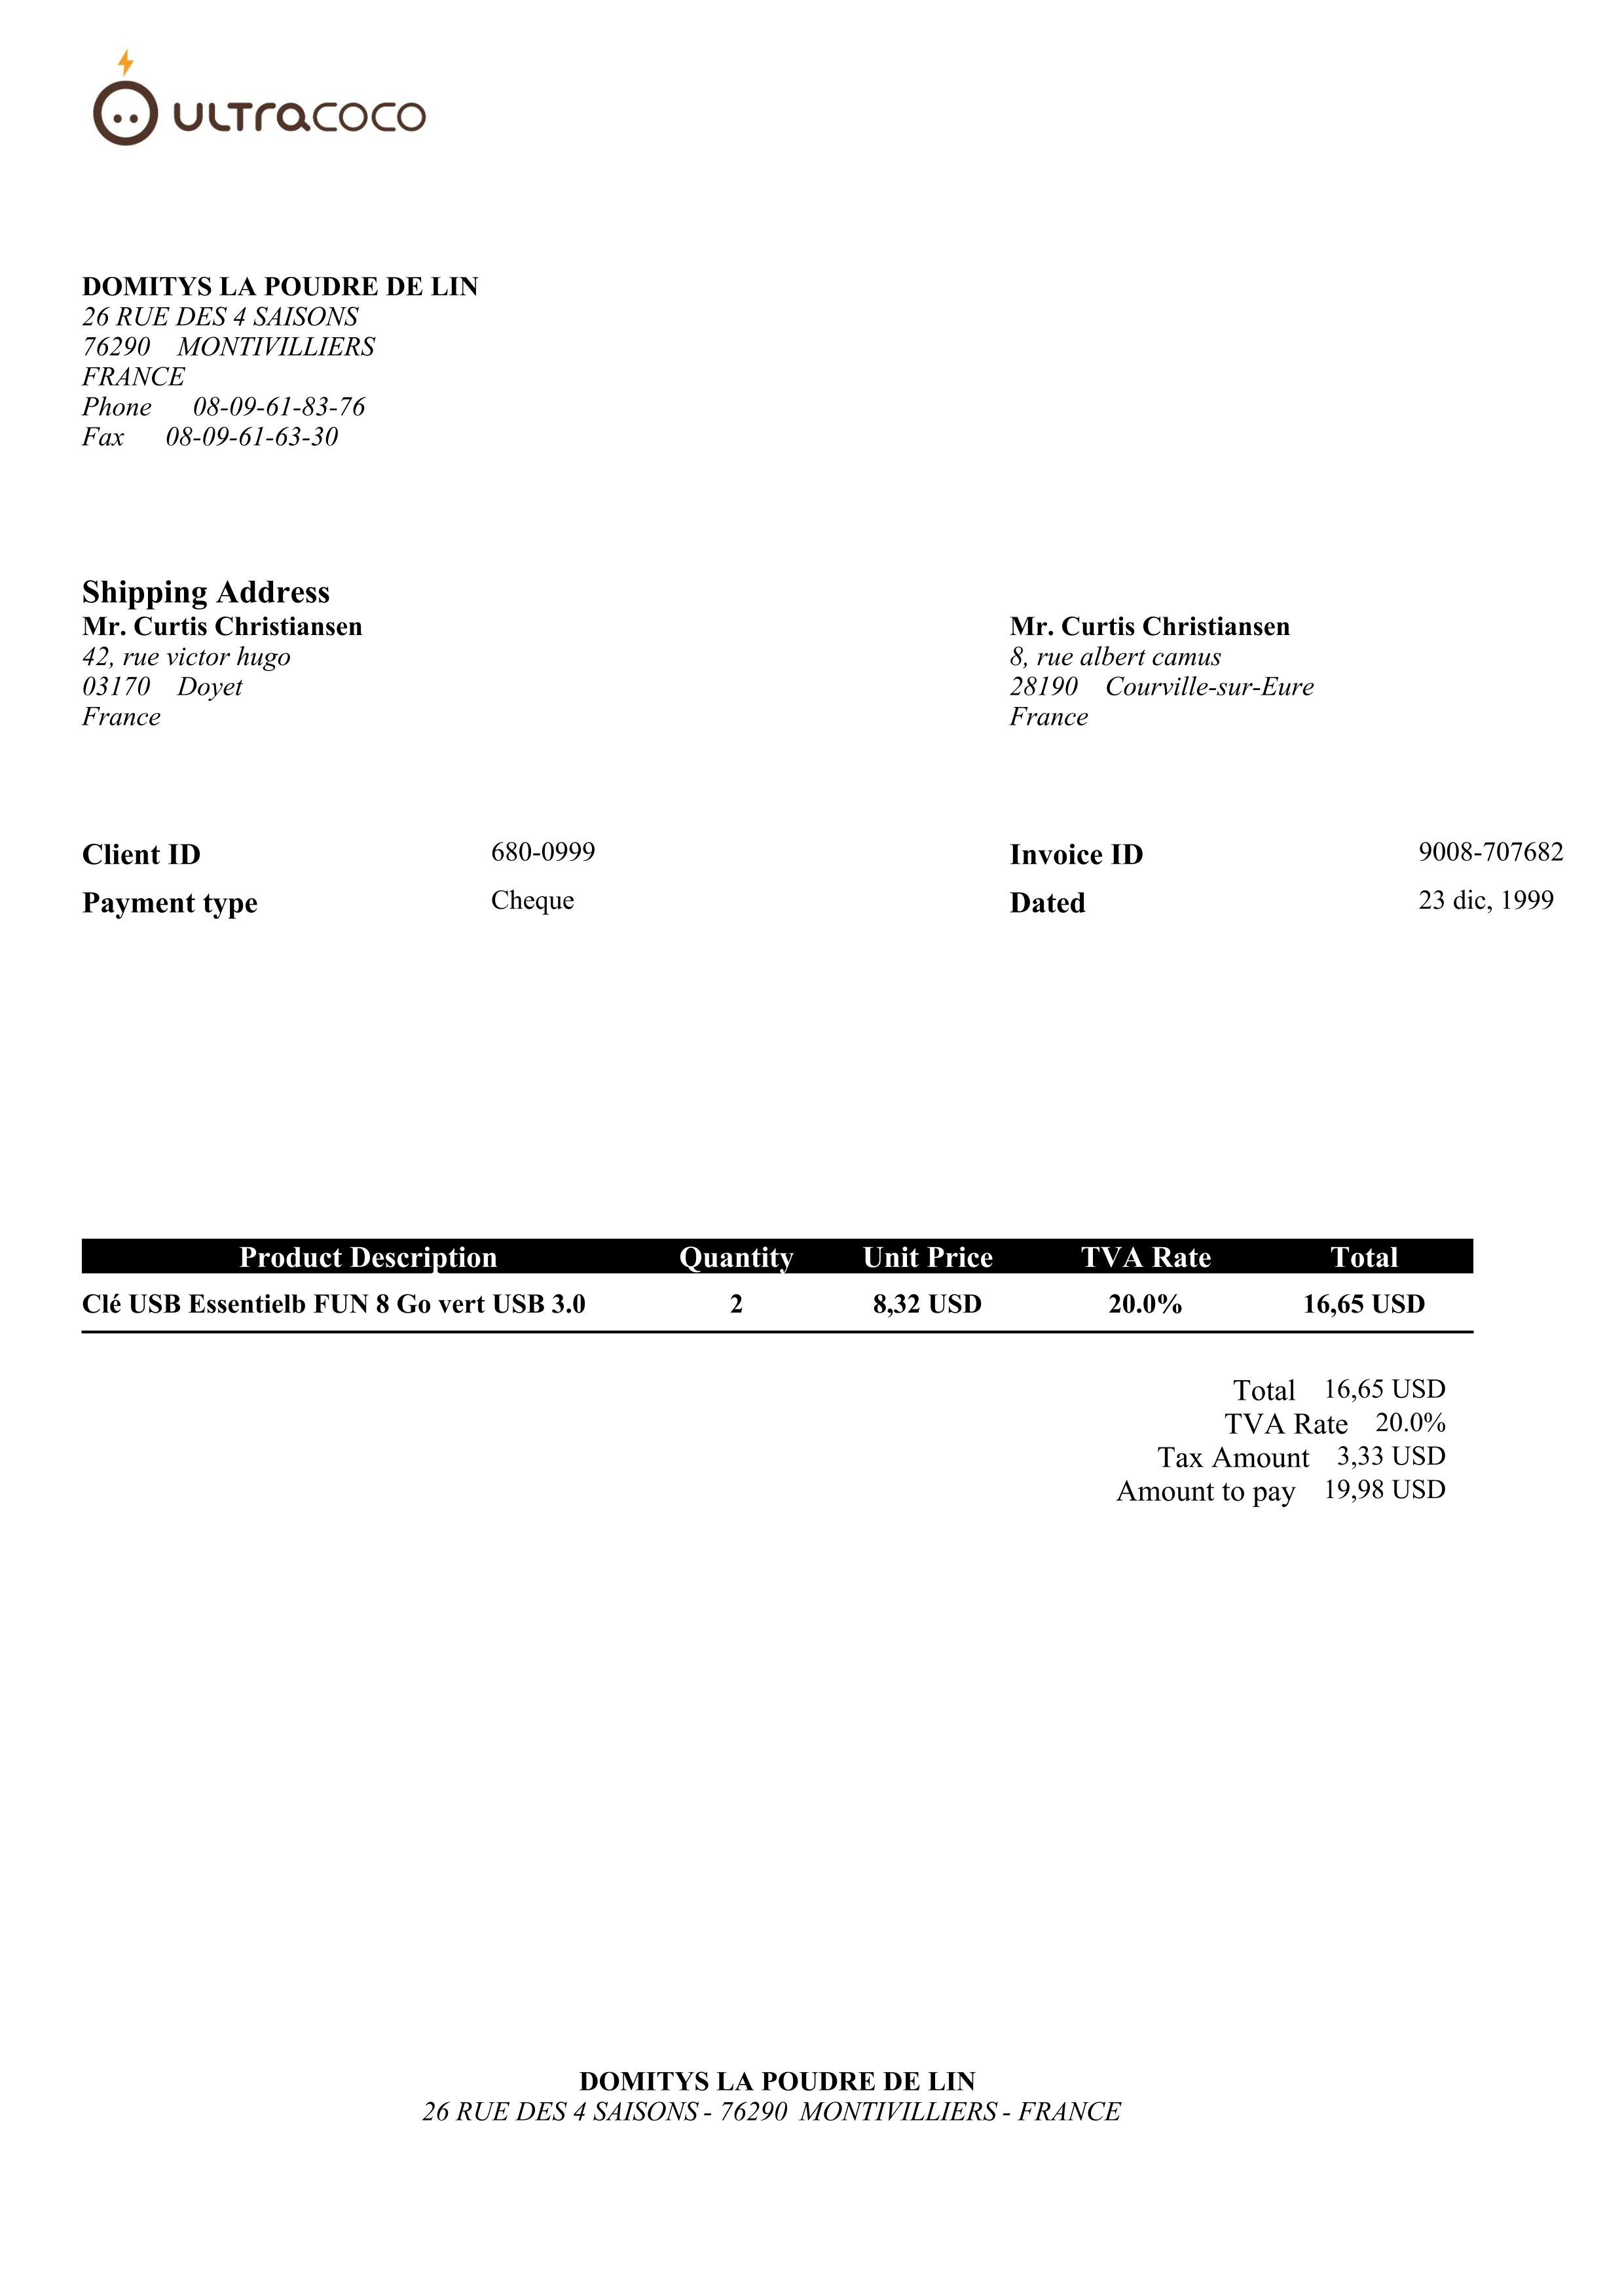 ULTRACOCO
DOMITYS LA POUDRE DE LIN
26 RUE DES 4 SAISONS
76290 MONTIVILLIERS
FRANCE
Phone 08-09-61-83-76
Fax 08-09-61-63-30
Shipping Address
Mr. Curtis Christiansen
42, rue victor hugo
03170 Doyet
France
Mr. Curtis Christiansen
8, rue albert camus
28190 Courville-sur-Eure
France
Client ID 680-0999
Payment type Cheque
Invoice ID 9008-707682
Dated 23 dic, 1999
Product Description Quantity Unit Price TVA Rate Total
Clé USB Essentielb FUN 8 Go vert USB 3.0 2 8,32 USD 20.0% 16,65 USD
Total 16,65 USD
TVA Rate 20.0%
Tax Amount 3,33 USD
Amount to pay 19,98 USD
DOMITYS LA POUDRE DE LIN
26 RUE DES 4 SAISONS - 76290 MONTIVILLIERS - FRANCE